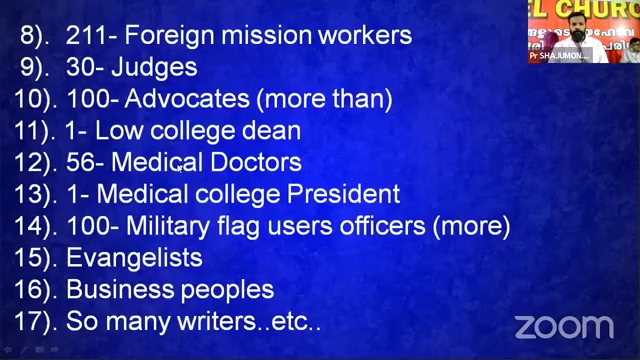 8). 211- Foreign mission workers
9). 30- Judges
10). 100- Advocates (more than)
11). 1- Low college dean
12). 56- Medical Doctors
13). 1- Medical college President
14). 100- Military flag users officers (more)
15). Evangelists
16). Business peoples
17). So many writers..etc..
EL CHURC
Pr SHAJUMON...
zoom